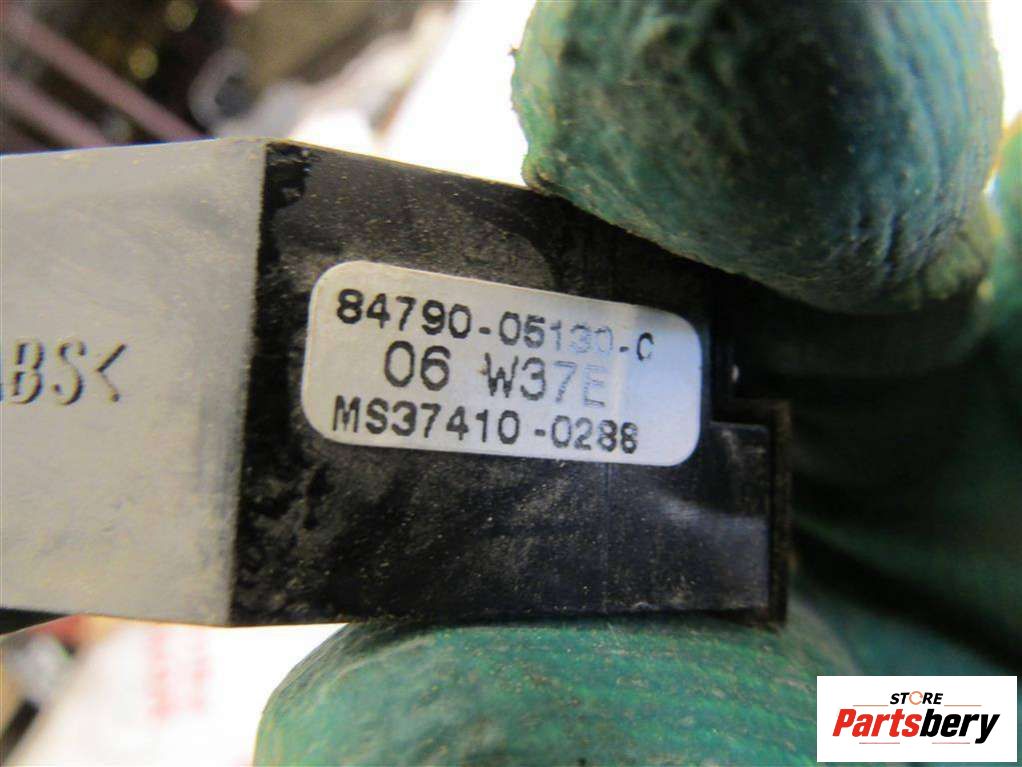 84790-05130-C
06 W37E
MS37410-0288
ABS<
STORE
Partsbery